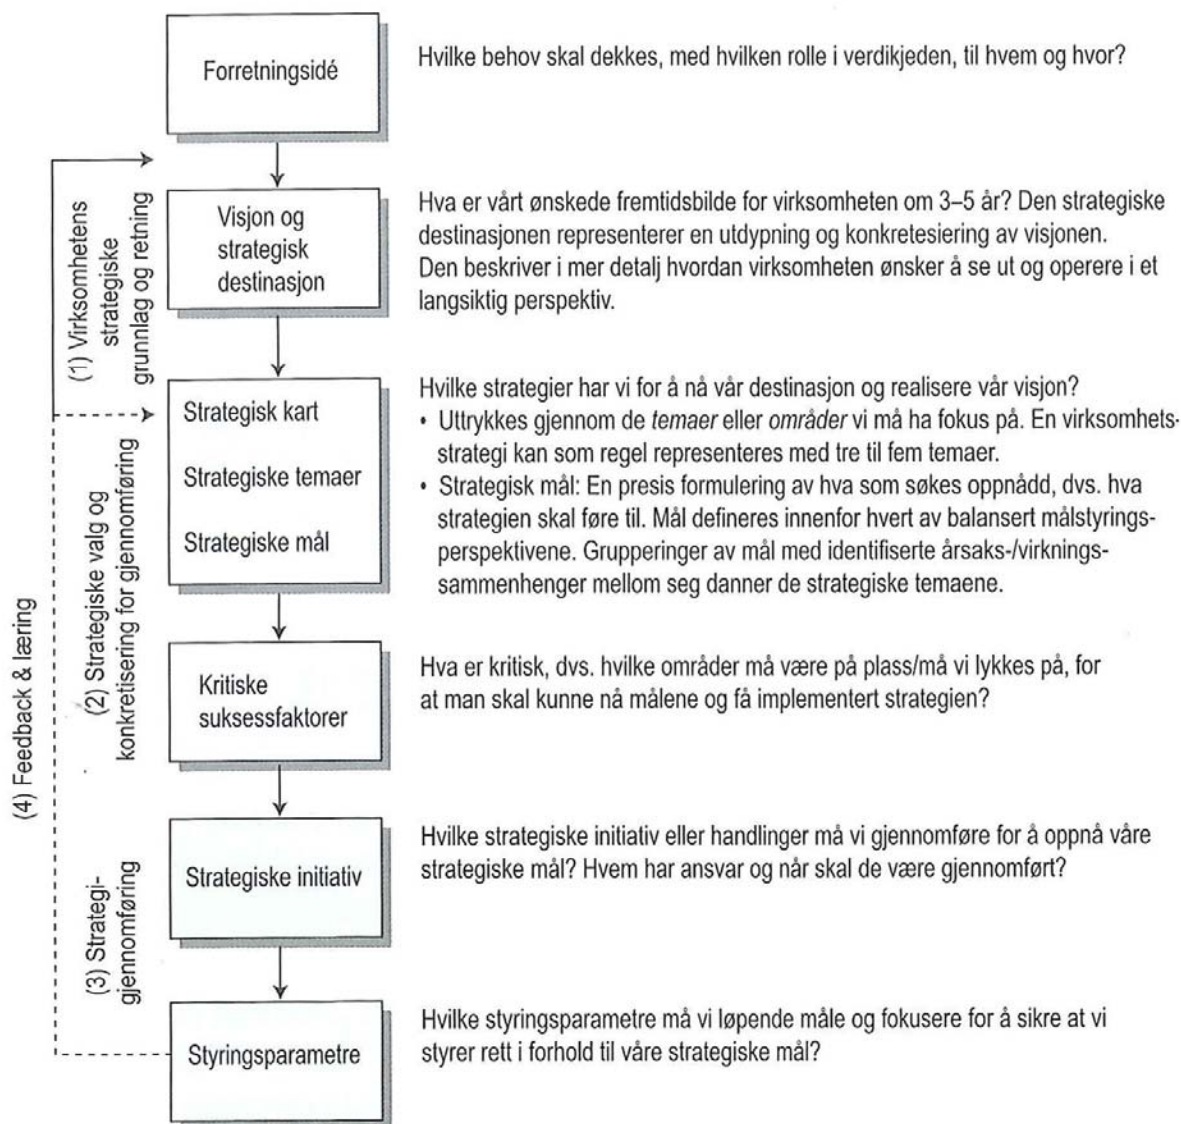 Forretningsidé
Hvilke behov skal dekkes, med hvilken rolle i verdikjeden, til hvem og hvor?
(1) Virksomhetens
strategiske
grunnlag og retning
Visjon og
strategisk
destinasjon
Hva er vårt ønskede fremtidsbilde for virksomheten om 3–5 år? Den strategiske
destinasjonen representerer en utdypning og konkretesiering av visjonen.
Den beskriver i mer detalj hvordan virksomheten ønsker å se ut og operere i et
langsiktig perspektiv.
(2) Strategiske valg og
konkretisering for gjennomføring
Strategisk kart
Strategiske temaer
Strategiske mål
Hvilke strategier har vi for å nå vår destinasjon og realisere vår visjon?
• Uttrykkes gjennom de temaer eller områder vi må ha fokus på. En virksomhets-
strategi kan som regel representeres med tre til fem temaer.
• Strategisk mål: En presis formulering av hva som søkes oppnådd, dvs. hva
strategien skal føre til. Mål defineres innenfor hvert av balansert målstyrings-
perspektivene. Grupperinger av mål med identifiserte årsaks-/virknings-
sammenhenger mellom seg danner de strategiske temaene.
Kritiske
suksessfaktorer
Hva er kritisk, dvs. hvilke områder må være på plass/må vi lykkes på, for
at man skal kunne nå målene og få implementert strategien?
(4) Feedback & læring
(3) Strategi-
gjennomføring
Strategiske initiativ
Hvilke strategiske initiativ eller handlinger må vi gjennomføre for å oppnå våre
strategiske mål? Hvem har ansvar og når skal de være gjennomført?
Styringsparametre
Hvilke styringsparametre må vi løpende måle og fokusere for å sikre at vi
styrer rett i forhold til våre strategiske mål?